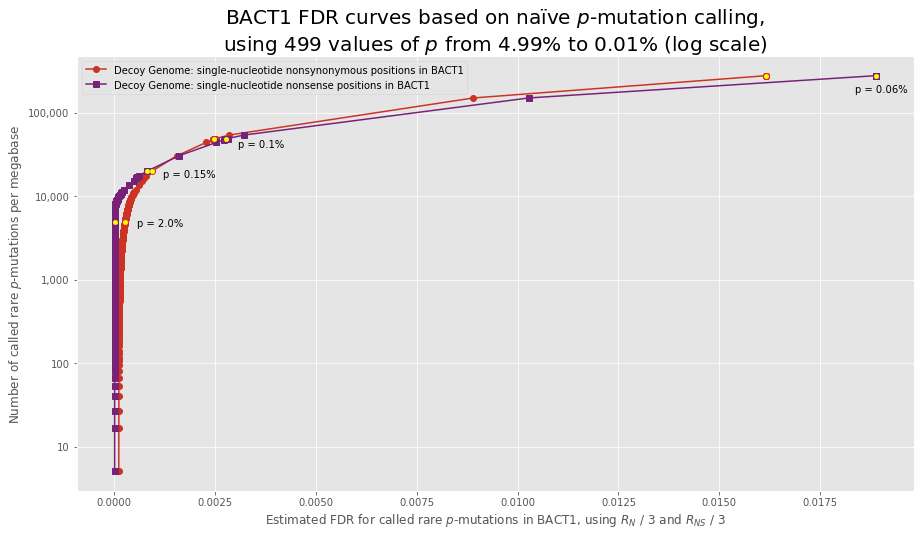 BACT1 FDR curves based on naïve p-mutation calling,
using 499 values of p from 4.99% to 0.01% (log scale)
Decoy Genome: single-nucleotide nonsynonymous positions in BACT1
Decoy Genome: single-nucleotide nonsense positions in BACT1
p = 0.06%
p = 0.1%
p = 0.15%
p = 2.0%
Number of called rare p-mutations per megabase
100,000
10,000
1,000
100
10
0.0000 0.0025 0.0050 0.0075 0.0100 0.0125 0.0150 0.0175
Estimated FDR for called rare p-mutations in BACT1, using R_N / 3 and R_NS / 3